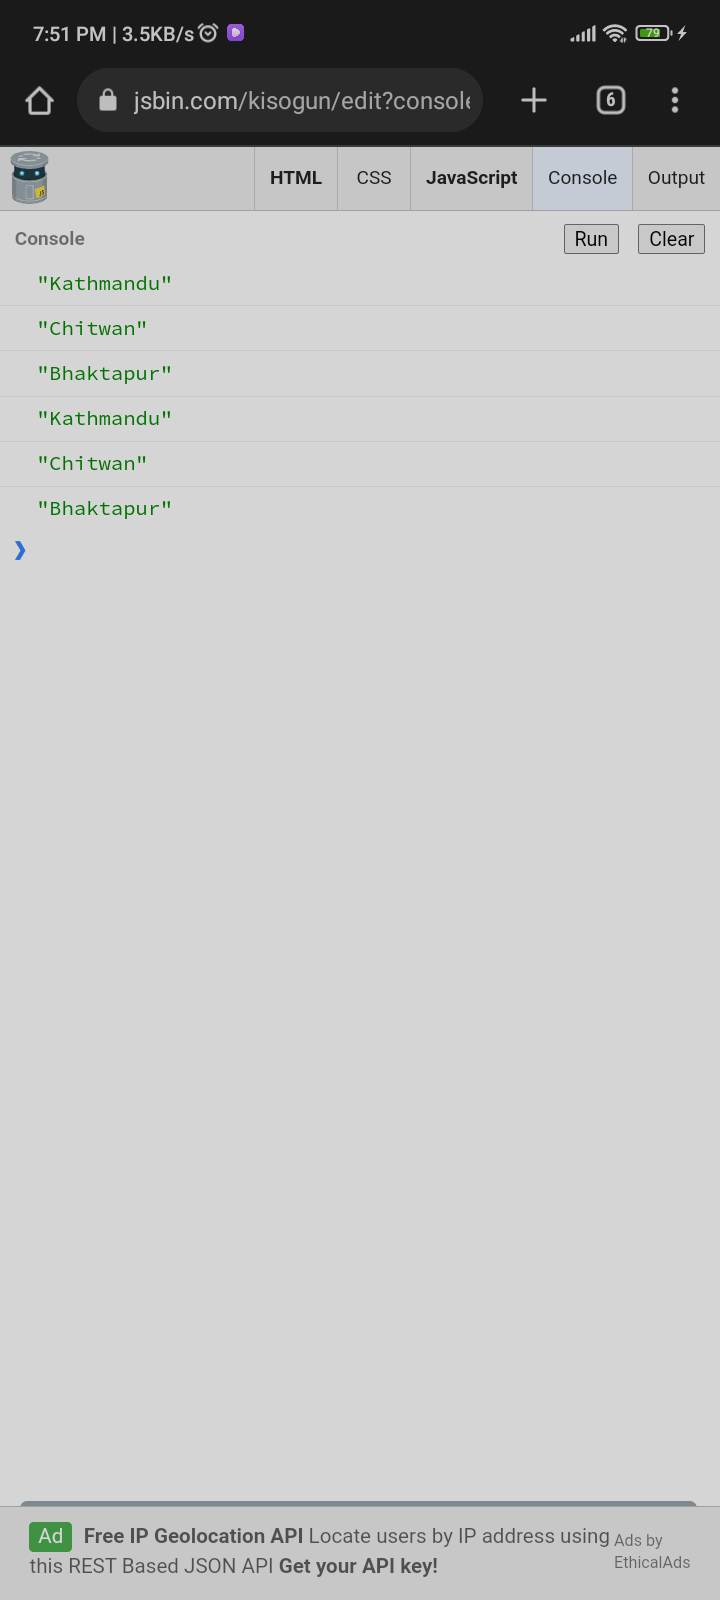 7:51 PM | 3.5KB/s
79
jsbin.com/kisogun/edit?console
6
HTML CSS JavaScript Console Output
Console Run Clear
"Kathmandu"
"Chitwan"
"Bhaktapur"
"Kathmandu"
"Chitwan"
"Bhaktapur"
Ad Free IP Geolocation API Locate users by IP address using
this REST Based JSON API Get your API key!
Ads by
EthicalAds